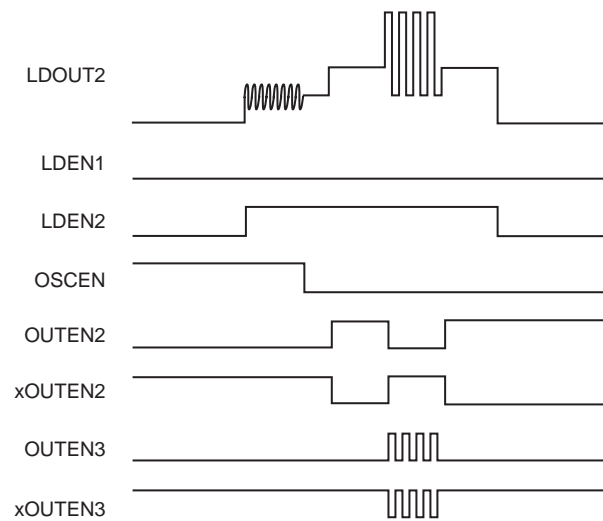 LDOUT2
LDEN1
LDEN2
OSCEN
OUTEN2
xOUTEN2
OUTEN3
xOUTEN3